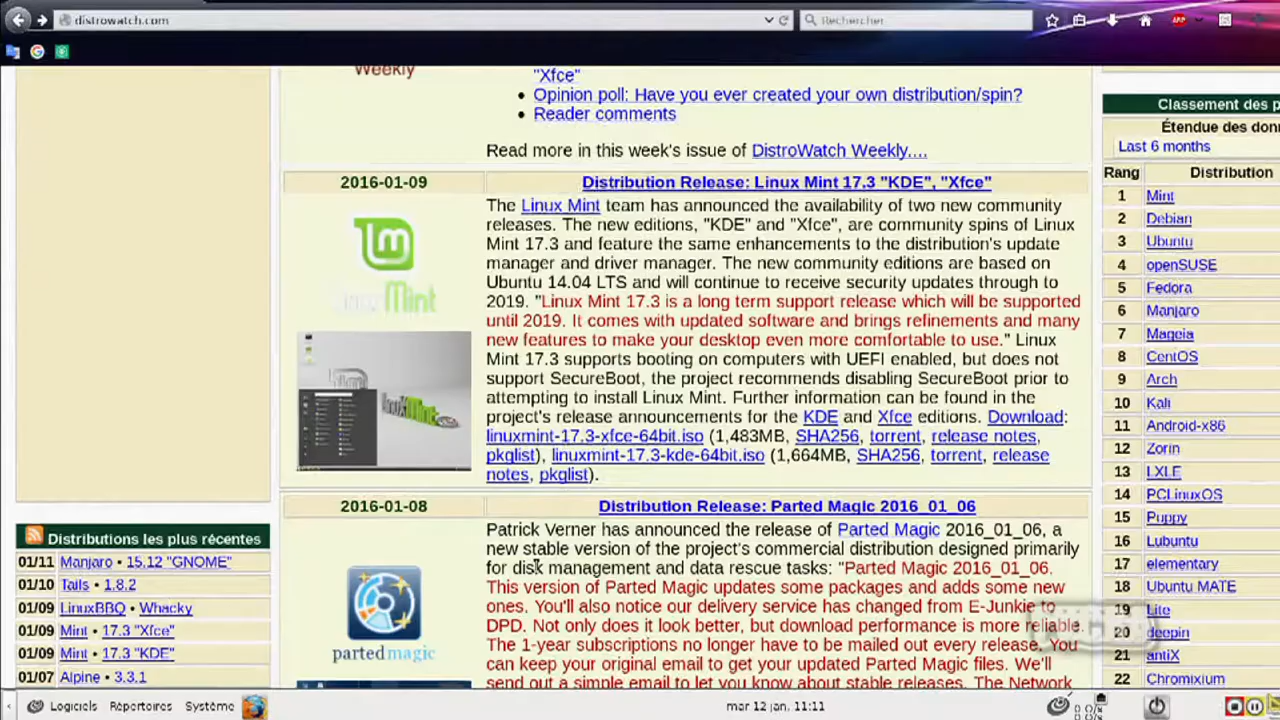 distrowatch.com
Rechercher
ABP
Weekly
"Xfce"
Opinion poll: Have you ever created your own distribution/spin?
Reader comments
Read more in this week's issue of DistroWatch Weekly....
2016-01-09
Distribution Release: Linux Mint 17.3 "KDE", "Xfce"
The Linux Mint team has announced the availability of two new community
releases. The new editions, "KDE" and "Xfce", are community spins of Linux
Mint 17.3 and feature the same enhancements to the distribution's update
manager and driver manager. The new community editions are based on
Ubuntu 14.04 LTS and will continue to receive security updates through to
2019. "Linux Mint 17.3 is a long term support release which will be supported
until 2019. It comes with updated software and brings refinements and many
new features to make your desktop even more comfortable to use." Linux
Mint 17.3 supports booting on computers with UEFI enabled, but does not
support SecureBoot, the project recommends disabling SecureBoot prior to
attempting to install Linux Mint. Further information can be found in the
project's release announcements for the KDE and Xfce editions. Download:
linuxmint-17.3-xfce-64bit.iso (1,483MB, SHA256, torrent, release notes,
pkglist), linuxmint-17.3-kde-64bit.iso (1,664MB, SHA256, torrent, release
notes, pkglist).
linux Mint
2016-01-08
Distribution Release: Parted Magic 2016_01_06
Patrick Verner has announced the release of Parted Magic 2016_01_06, a
new stable version of the project's commercial distribution designed primarily
for disk management and data rescue tasks: "Parted Magic 2016_01_06.
This version of Parted Magic updates some packages and adds some new
ones. You'll also notice our delivery service has changed from E-Junkie to
DPD. Not only does it look better, but download performance is more reliable.
The 1-year subscriptions no longer have to be mailed out every release. You
can keep your original email to get your updated Parted Magic files. We'll
send out a simple email to let you know about stable releases. The Network
partedmagic
Distributions les plus récentes
01/11 Manjaro • 15.12 "GNOME"
01/10 Tails • 1.8.2
01/09 LinuxBBQ • Whacky
01/09 Mint • 17.3 "Xfce"
01/09 Mint • 17.3 "KDE"
01/07 Alpine • 3.3.1
Classement des p
Étendue des don
Last 6 months
Rang Distribution
1 Mint
2 Debian
3 Ubuntu
4 openSUSE
5 Fedora
6 Manjaro
7 Mageia
8 CentOS
9 Arch
10 Kali
11 Android-x86
12 Zorin
13 LXLE
14 PCLinuxOS
15 Puppy
16 Lubuntu
17 elementary
18 Ubuntu MATE
19 Lite
20 deepin
21 antiX
22 Chromixium
Logiciels Répertoires Système
mar 12 jan, 11:11